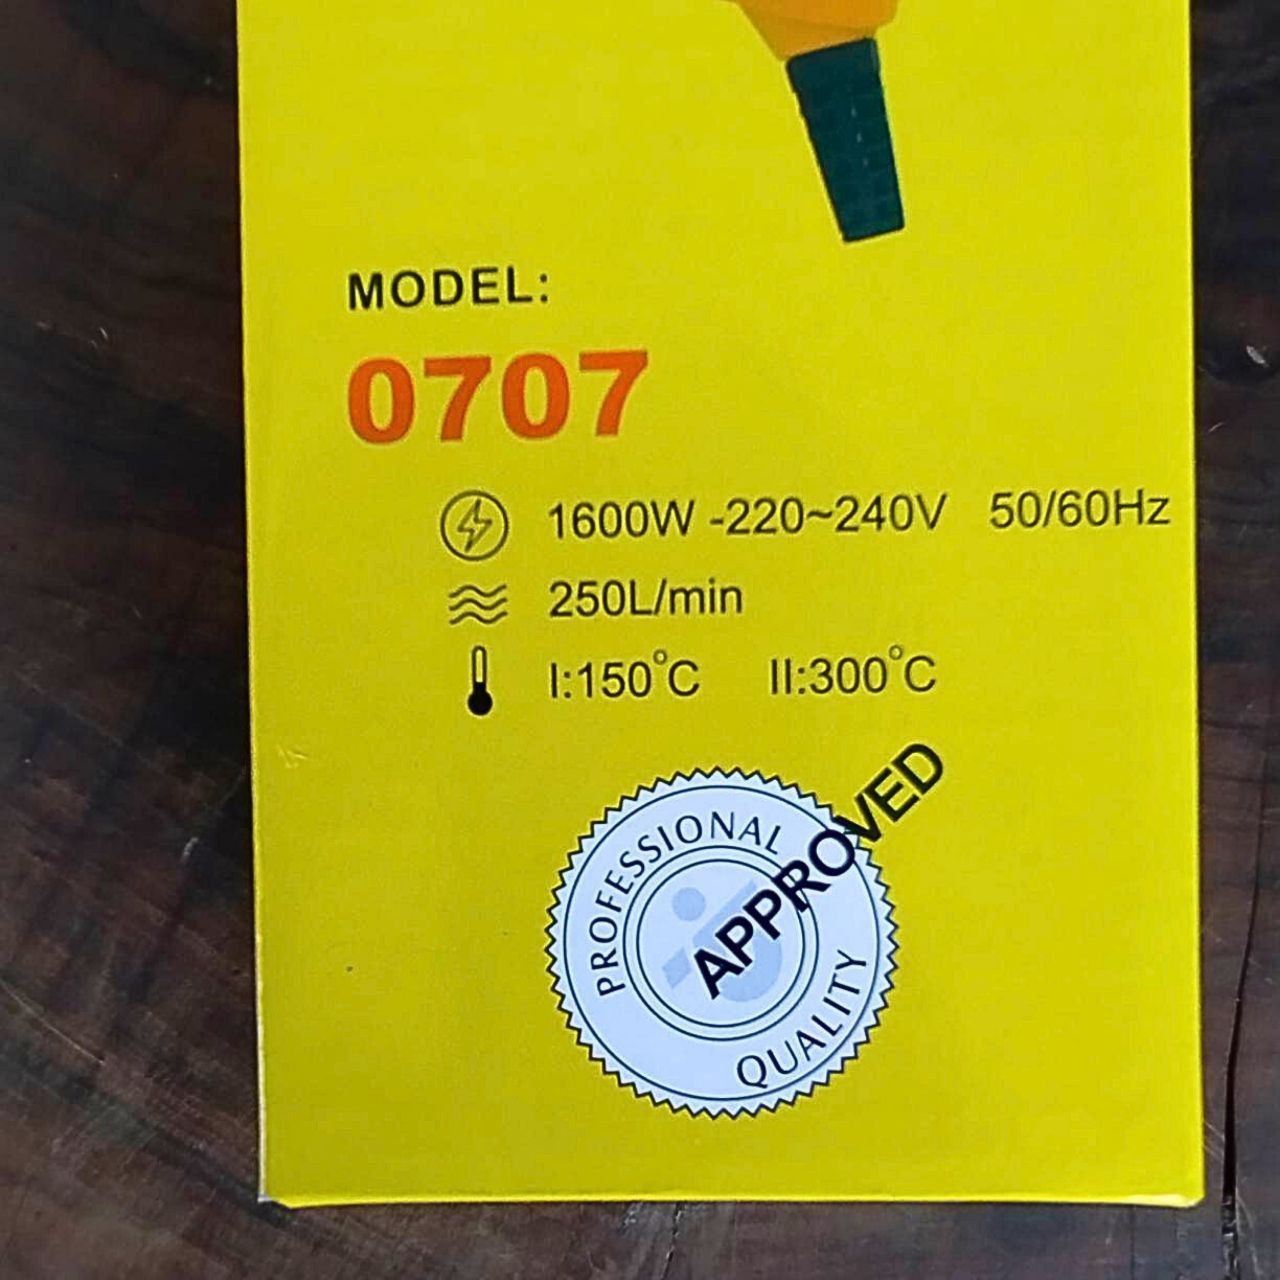 MODEL:
0707
1600W -220~240V 50/60Hz
250L/min
I:150°C II:300°C
PROFESSIONAL
APPROVED
QUALITY